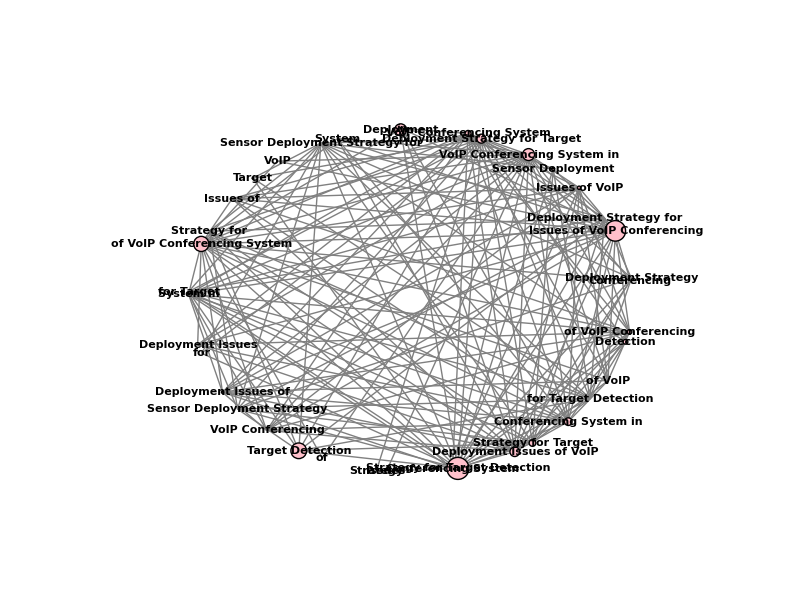 Deployment
VoIP Conferencing System
System
Deployment Strategy for Target
Sensor Deployment Strategy for
VoIP Conferencing System in
VoIP
Sensor Deployment
Target
Issues of VoIP
Issues of
Deployment Strategy for
Strategy for
Issues of VoIP Conferencing
of VoIP Conferencing System
Deployment Strategy
Conferencing
for Target
System in
of VoIP Conferencing
Detection
Deployment Issues
for
of VoIP
Deployment Issues of
for Target Detection
Sensor Deployment Strategy
Conferencing System in
VoIP Conferencing
Strategy for Target
Target Detection
Deployment Issues of VoIP
of
Strategy for Target Detection
Conferencing System
Strategy